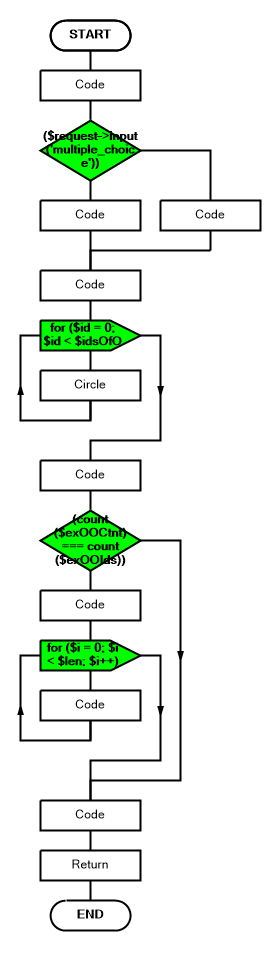 START
Code
($request->input
('multiple_choic
e'))
Code
Code
Code
for ($id = 0;
$id < $idsOfO
Circle
Code
(count
($exOOCtnt)
=== count
($exOOIds))
Code
for ($i = 0; $i
< $len; $i++)
Code
Code
Return
END